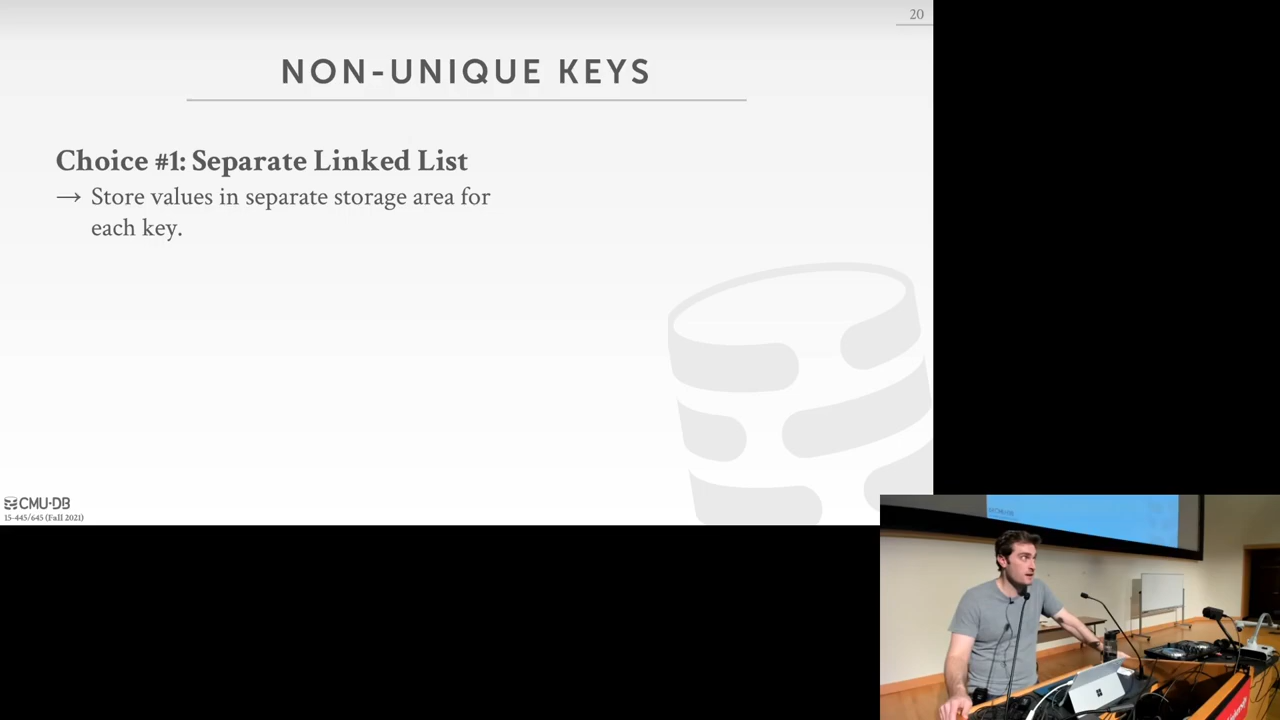 20
NON-UNIQUE KEYS
Choice #1: Separate Linked List
→ Store values in separate storage area for
each key.
CMU·DB
15-445/645 (Fall 2021)